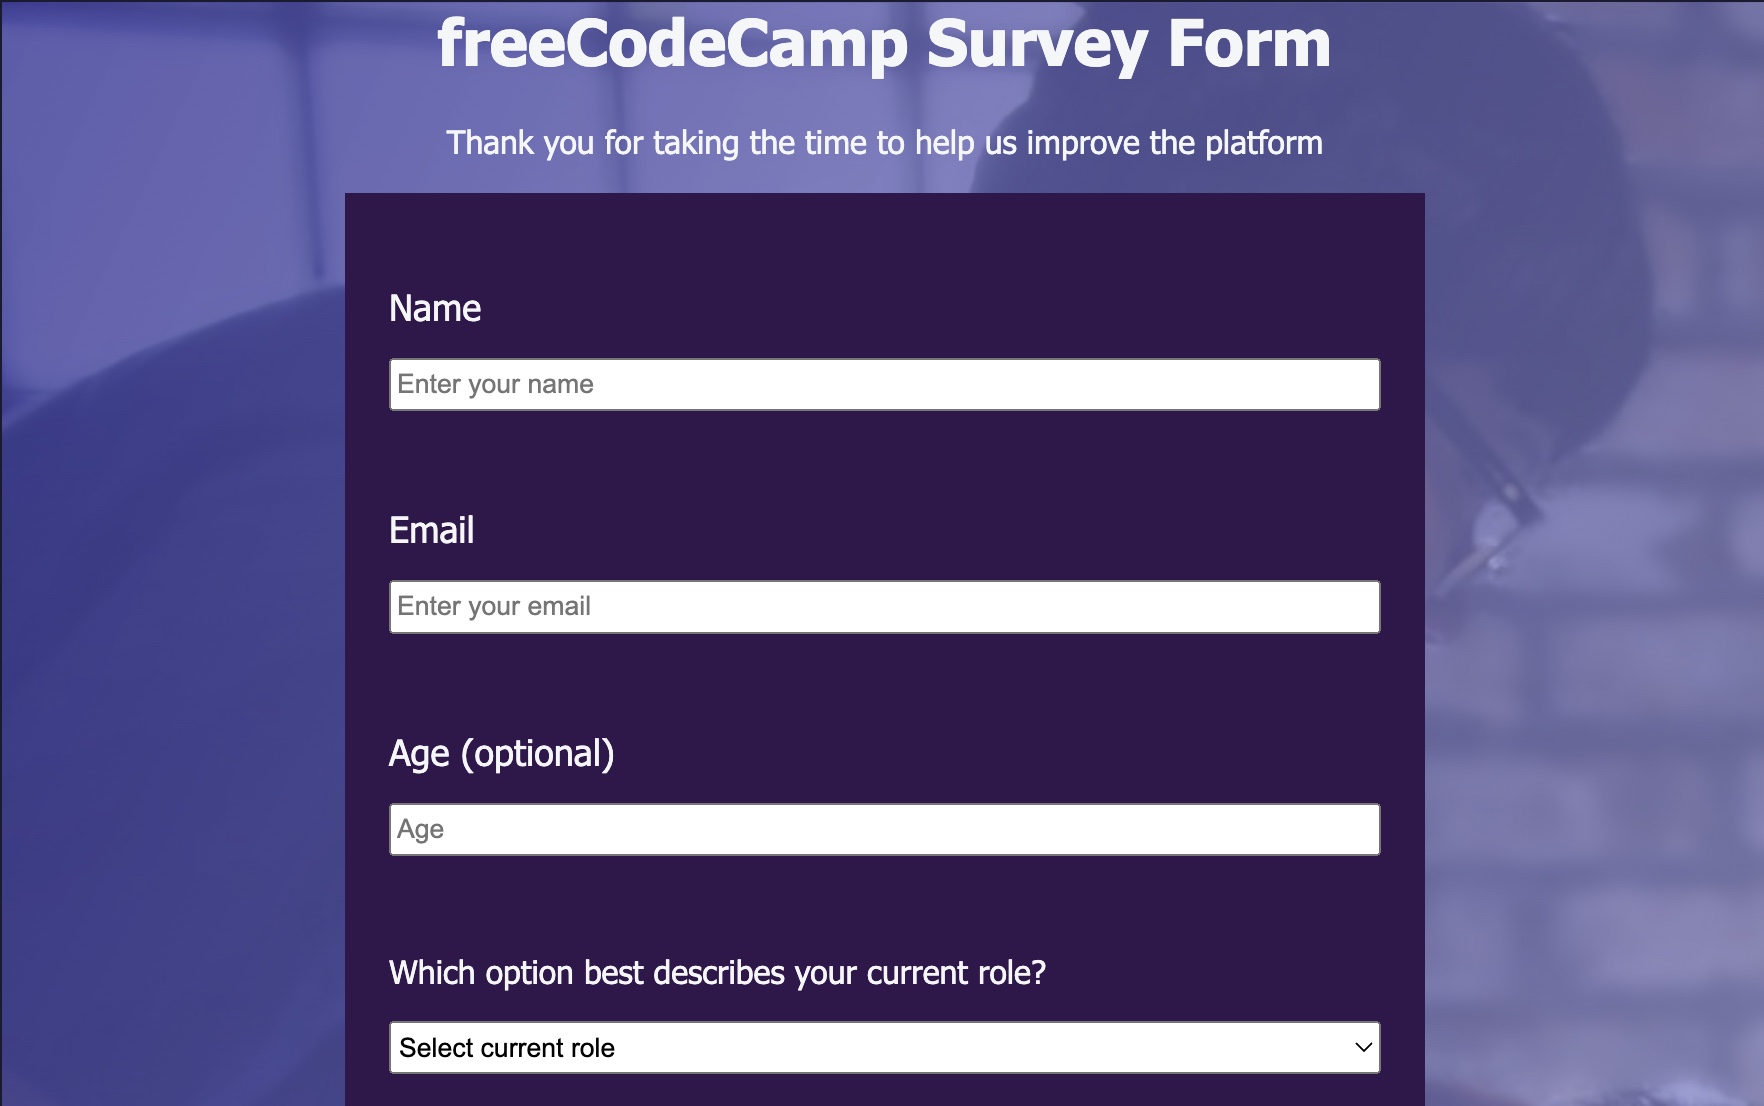 freeCodeCamp Survey Form
Thank you for taking the time to help us improve the platform
Name
Enter your name
Email
Enter your email
Age (optional)
Age
Which option best describes your current role?
Select current role